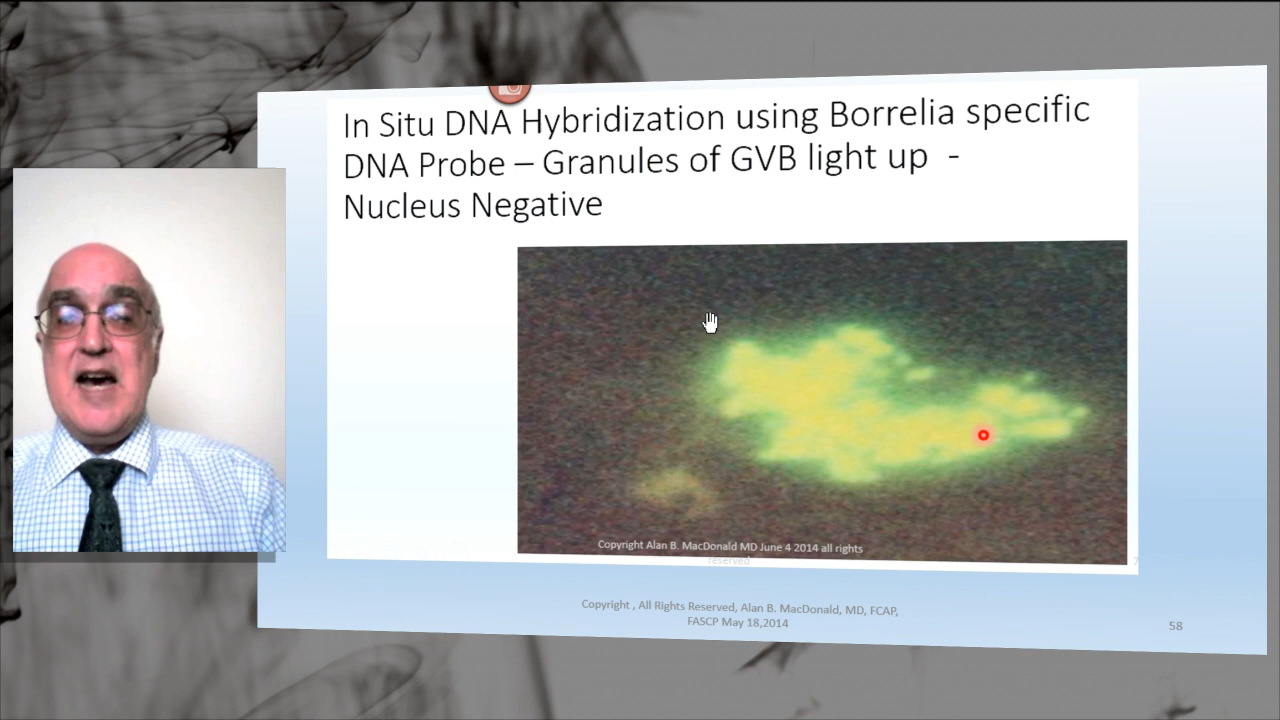 In Situ DNA Hybridization using Borrelia specific
DNA Probe – Granules of GVB light up -
Nucleus Negative
Copyright Alan B. MacDonald MD June 4 2014 all rights
reserved
7
Copyright , All Rights Reserved, Alan B. MacDonald, MD, FCAP,
FASCP May 18,2014
58